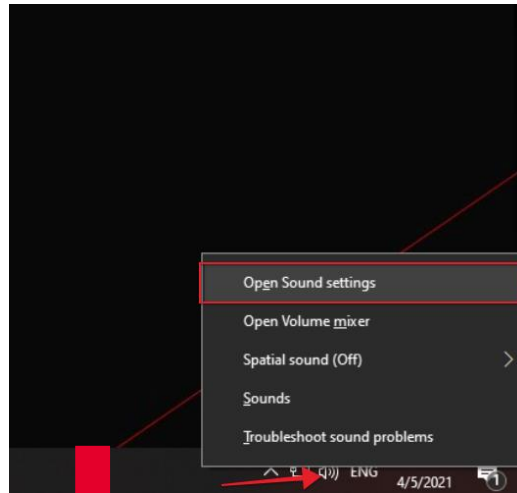 Open Sound settings
Open Volume mixer
Spatial sound (Off)
Sounds
Troubleshoot sound problems
ENG
4/5/2021
1